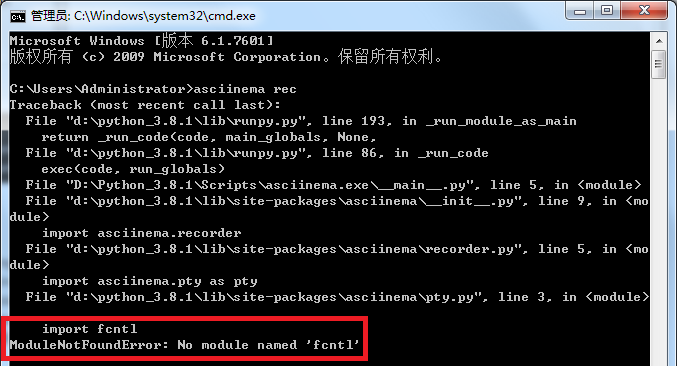 管理员: C:\Windows\system32\cmd.exe
Microsoft Windows [版本 6.1.7601]
版权所有 (c) 2009 Microsoft Corporation。保留所有权利。
C:\Users\Administrator>asciinema rec
Traceback (most recent call last):
  File "d:\python_3.8.1\lib\runpy.py", line 193, in _run_module_as_main
    return _run_code(code, main_globals, None,
  File "d:\python_3.8.1\lib\runpy.py", line 86, in _run_code
    exec(code, run_globals)
  File "D:\Python_3.8.1\Scripts\asciinema.exe\__main__.py", line 5, in <module>
  File "d:\python_3.8.1\lib\site-packages\asciinema\__init__.py", line 9, in <mo
dule>
    import asciinema.recorder
  File "d:\python_3.8.1\lib\site-packages\asciinema\recorder.py", line 5, in <mo
dule>
    import asciinema.pty as pty
  File "d:\python_3.8.1\lib\site-packages\asciinema\pty.py", line 3, in <module>
    import fcntl
ModuleNotFoundError: No module named 'fcntl'